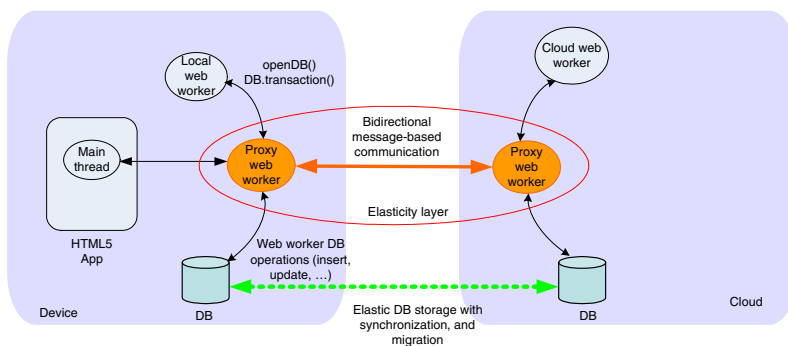 Local
web
worker
openDB()
DB.transaction()
Cloud web
worker
Bidirectional
message-based
communication
Main
thread
Proxy
web
worker
Proxy
web
worker
Elasticity layer
HTML5
App
Web worker DB
operations (insert,
update, …)
Device
DB
Elastic DB storage with
synchronization, and
migration
DB
Cloud